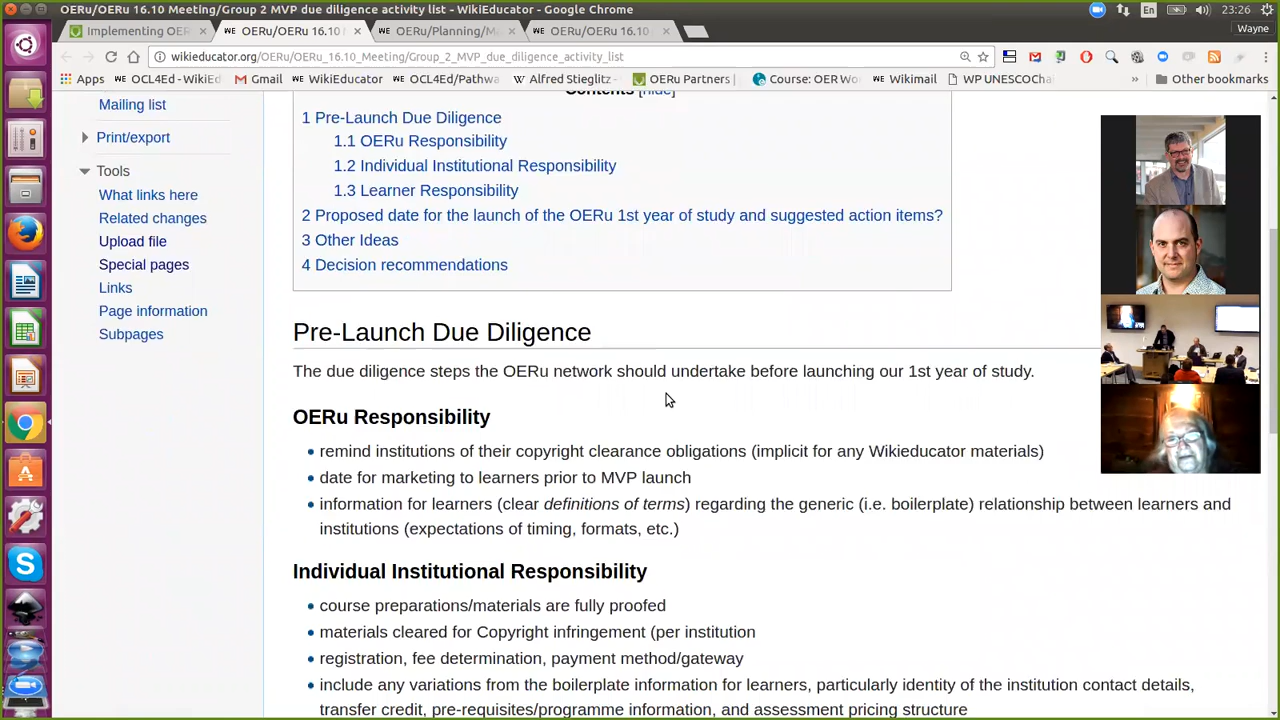 OERu/OERu 16.10 Meeting/Group 2 MVP due diligence activity list - WikiEducator - Google Chrome
En
23:26
Implementing OER
WE OERu/OERu 16.10
WE OERu/Planning/M
WE OERu/OERu 16.10
Wayne
wikieducator.org/OERu/OERu_16.10_Meeting/Group_2_MVP_due_diligence_activity_list
Apps
WE OCL4Ed - WikiEd
Gmail
WE WikiEducator
WE OCL4Ed/Pathwa
W Alfred Stieglitz -
OERu Partners |
Course: OER Wo
WE Wikimail
WP UNESCOCha
»
Other bookmarks
Mailing list
Print/export
Tools
What links here
Related changes
Upload file
Special pages
Links
Page information
Subpages
Contents [hide]
1 Pre-Launch Due Diligence
1.1 OERu Responsibility
1.2 Individual Institutional Responsibility
1.3 Learner Responsibility
2 Proposed date for the launch of the OERu 1st year of study and suggested action items?
3 Other Ideas
4 Decision recommendations
Pre-Launch Due Diligence
The due diligence steps the OERu network should undertake before launching our 1st year of study.
OERu Responsibility
• remind institutions of their copyright clearance obligations (implicit for any Wikieducator materials)
• date for marketing to learners prior to MVP launch
• information for learners (clear definitions of terms) regarding the generic (i.e. boilerplate) relationship between learners and
institutions (expectations of timing, formats, etc.)
Individual Institutional Responsibility
• course preparations/materials are fully proofed
• materials cleared for Copyright infringement (per institution
• registration, fee determination, payment method/gateway
• include any variations from the boilerplate information for learners, particularly identity of the institution contact details,
transfer credit, pre-requisites/programme information, and assessment pricing structure